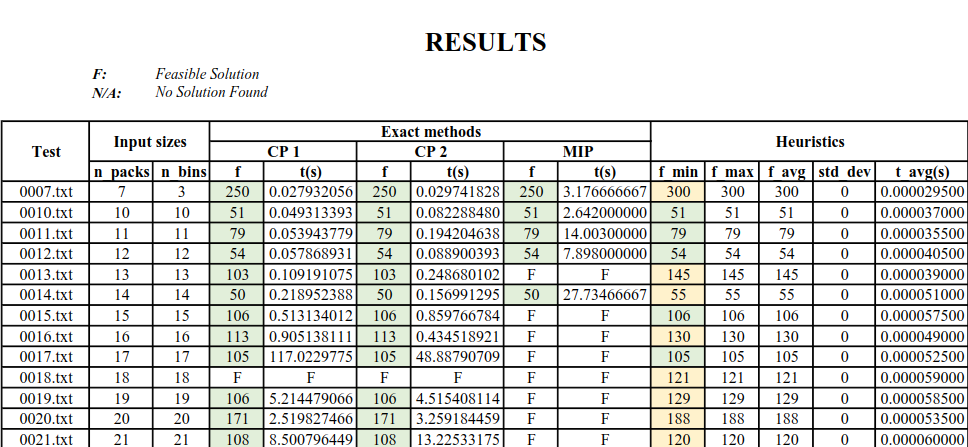 RESULTS
F: Feasible Solution
N/A: No Solution Found
Test Input sizes Exact methods Heuristics
CP 1 CP 2 MIP
n_packs n_bins f t(s) f t(s) f t(s) f_min f_max f_avg std_dev t_avg(s)
0007.txt 7 3 250 0.027932056 250 0.029741828 250 3.176666667 300 300 300 0 0.000029500
0010.txt 10 10 51 0.049313393 51 0.082288480 51 2.642000000 51 51 51 0 0.000037000
0011.txt 11 11 79 0.053943779 79 0.194204638 79 14.00300000 79 79 79 0 0.000035500
0012.txt 12 12 54 0.057868931 54 0.088900393 54 7.898000000 54 54 54 0 0.000040500
0013.txt 13 13 103 0.109191075 103 0.248680102 F F 145 145 145 0 0.000039000
0014.txt 14 14 50 0.218952388 50 0.156991295 50 27.73466667 55 55 55 0 0.000051000
0015.txt 15 15 106 0.513134012 106 0.859766784 F F 106 106 106 0 0.000057500
0016.txt 16 16 113 0.905138111 113 0.434518921 F F 130 130 130 0 0.000049000
0017.txt 17 17 105 117.0229775 105 48.88790709 F F 105 105 105 0 0.000052500
0018.txt 18 18 F F F F F F 121 121 121 0 0.000059000
0019.txt 19 19 106 5.214479066 106 4.515408114 F F 129 129 129 0 0.000058500
0020.txt 20 20 171 2.519827466 171 3.259184459 F F 188 188 188 0 0.000053500
0021.txt 21 21 108 8.500796449 108 13.22533175 F F 120 120 120 0 0.000060000